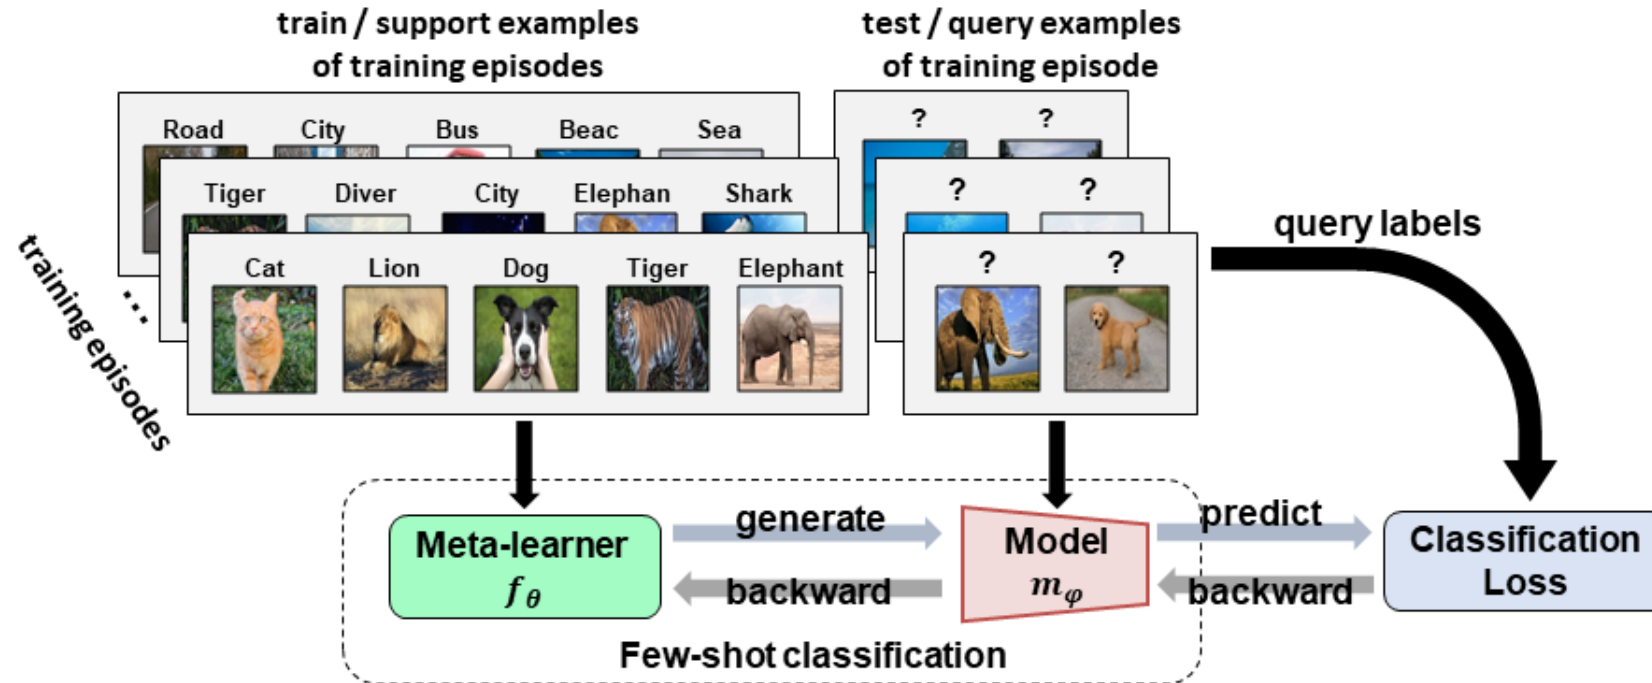 train / support examples
of training episodes
test / query examples
of training episode
Road City Bus Beac Sea
? ?
Tiger Diver City Elephan Shark
? ?
Cat Lion Dog Tiger Elephant
? ?
training episodes
...
query labels
Meta-learner
f_θ
generate
backward
Model
m_φ
predict
backward
Classification
Loss
Few-shot classification